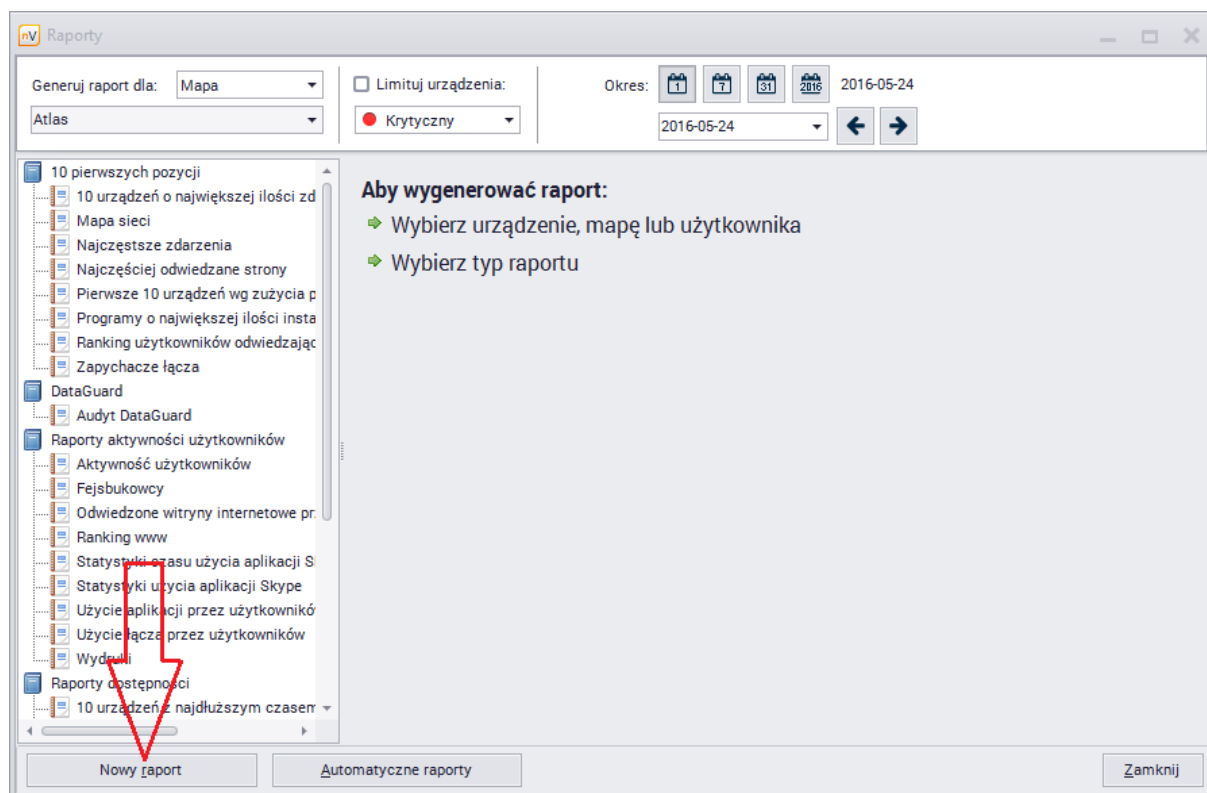 nV Raporty
Generuj raport dla: Mapa
Atlas
Limituj urządzenia:
Krytyczny
Okres: 1 7 31 2016 2016-05-24
2016-05-24
10 pierwszych pozycji
10 urządzeń o największej ilości zd
Mapa sieci
Najczęstsze zdarzenia
Najczęściej odwiedzane strony
Pierwsze 10 urządzeń wg zużycia p
Programy o największej ilości insta
Ranking użytkowników odwiedzając
Zapychacze łącza
DataGuard
Audyt DataGuard
Raporty aktywności użytkowników
Aktywność użytkowników
Fejsbukowcy
Odwiedzone witryny internetowe pr
Ranking www
Statystyki czasu użycia aplikacji S
Statystyki użycia aplikacji Skype
Użycie aplikacji przez użytkownikó
Użycie łącza przez użytkowników
Wydruki
Raporty dostępności
10 urządzeń z najdłuższym czasem
Aby wygenerować raport:
Wybierz urządzenie, mapę lub użytkownika
Wybierz typ raportu
Nowy raport
Automatyczne raporty
Zamknij